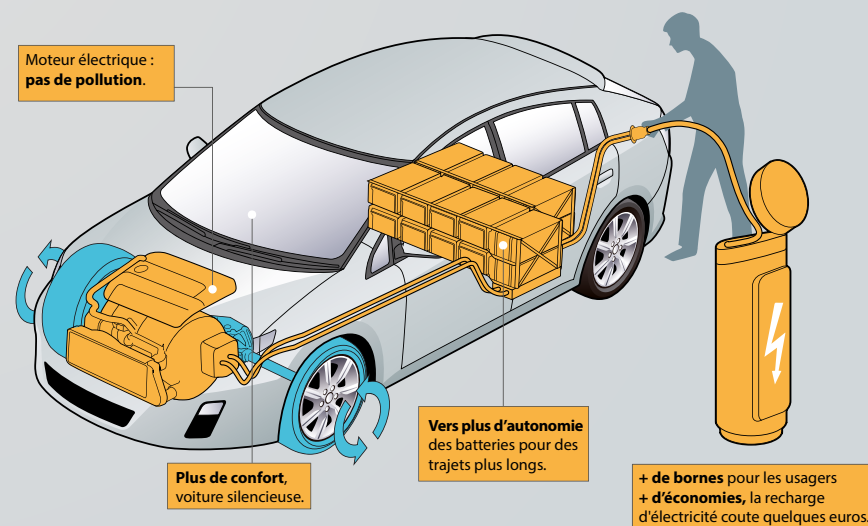 Moteur électrique :
pas de pollution.
Plus de confort,
voiture silencieuse.
Vers plus d'autonomie
des batteries pour des
trajets plus longs.
+ de bornes pour les usagers
+ d'économies, la recharge
d'électricité coute quelques euros.